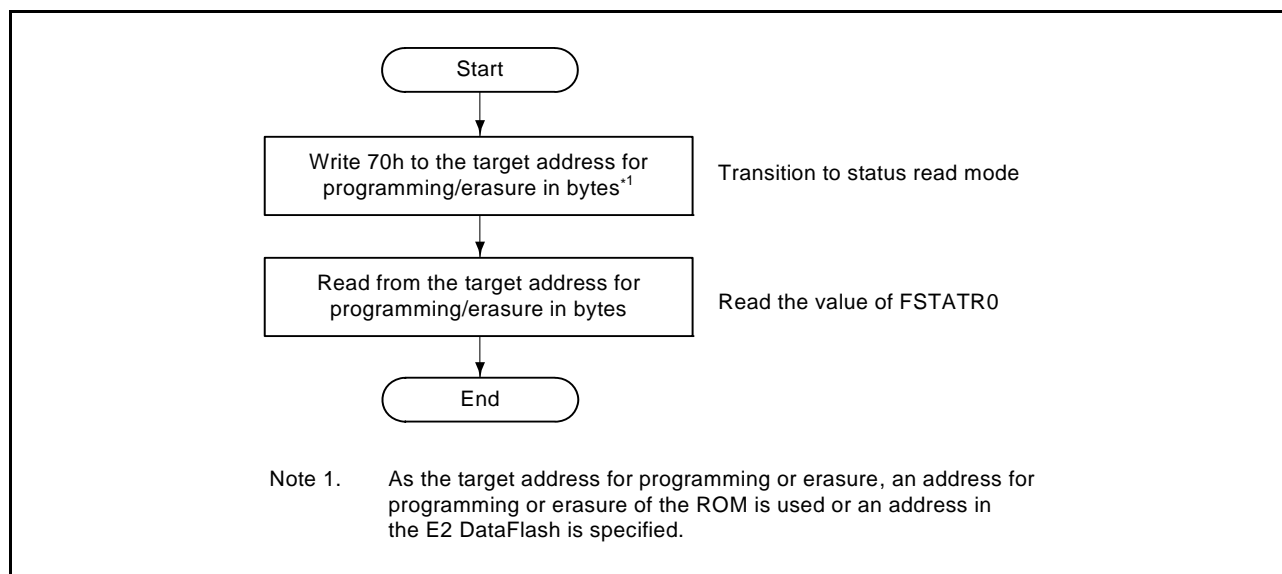 Start
Write 70h to the target address for
programming/erasure in bytes*1
Transition to status read mode
Read from the target address for
programming/erasure in bytes
Read the value of FSTATR0
End
Note 1. As the target address for programming or erasure, an address for
programming or erasure of the ROM is used or an address in
the E2 DataFlash is specified.